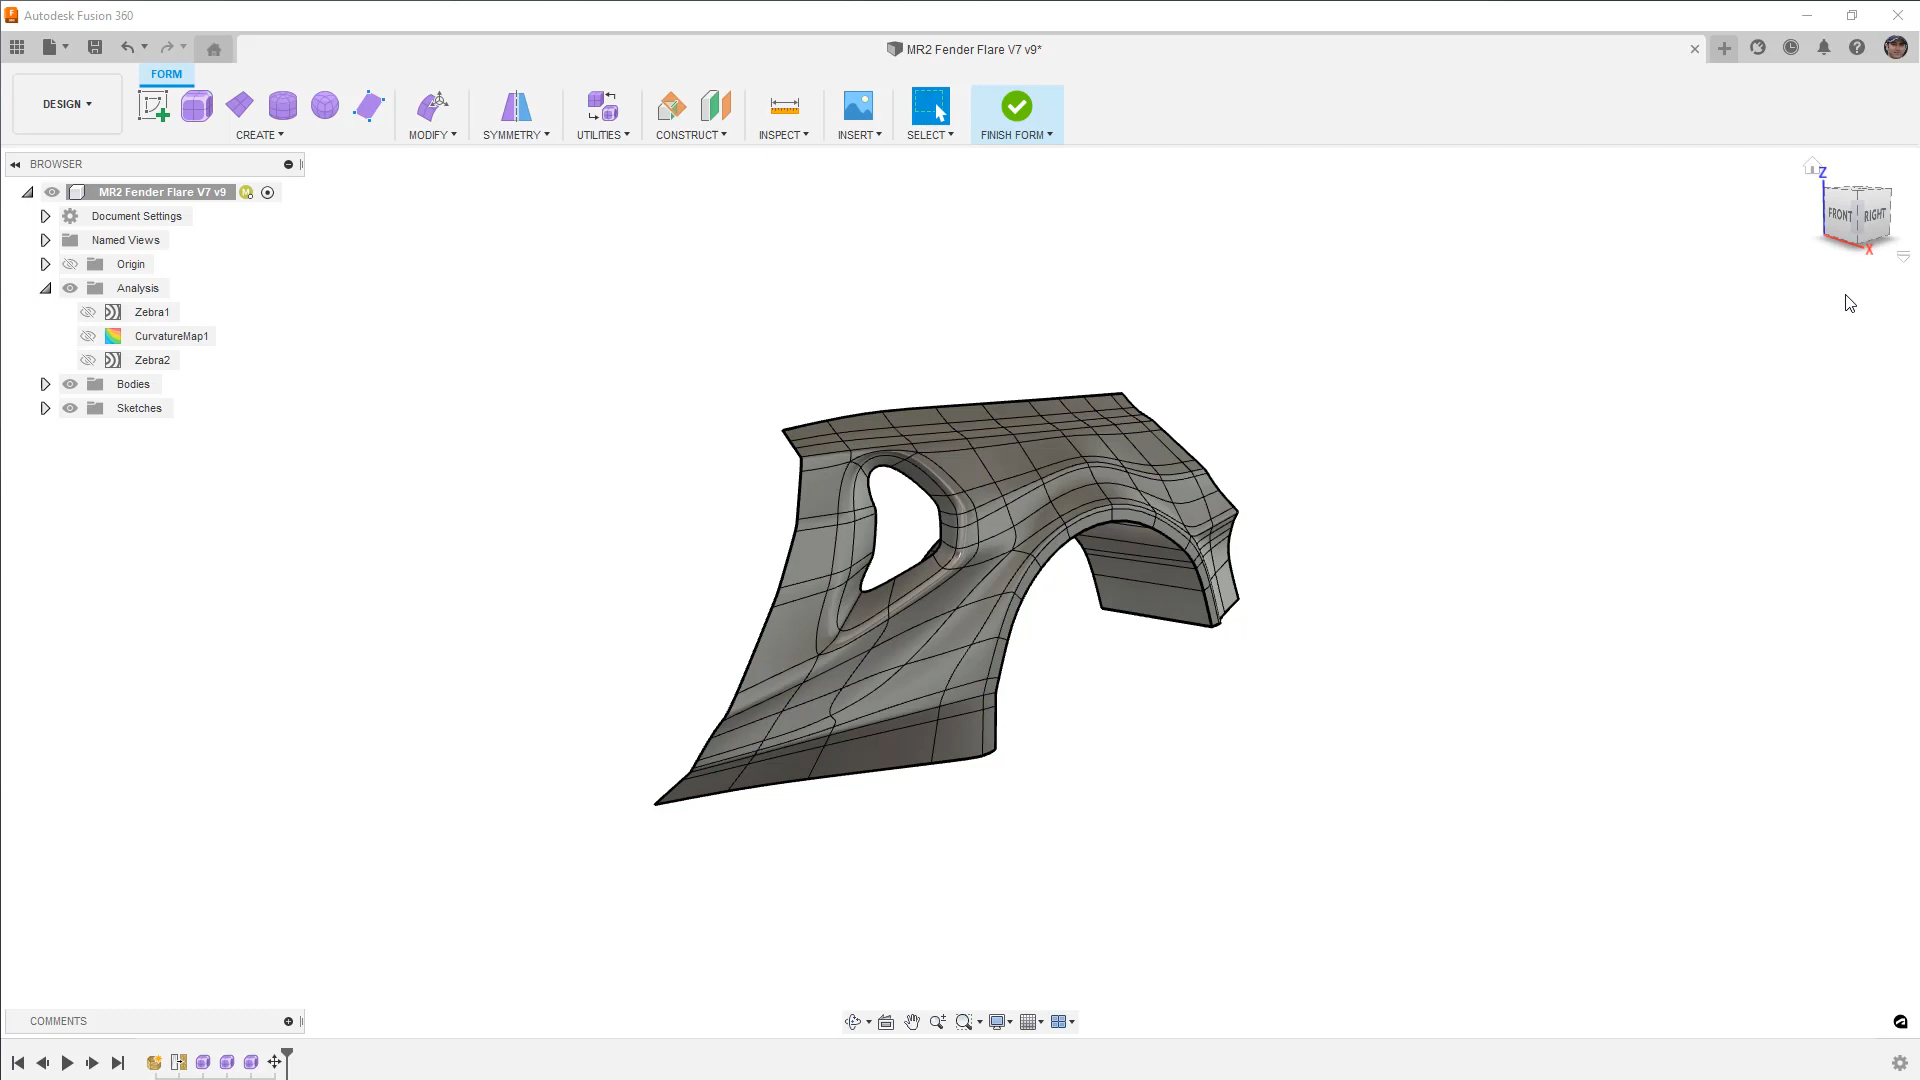 Autodesk Fusion 360
MR2 Fender Flare V7 v9*
FORM
DESIGN
CREATE
MODIFY
SYMMETRY
UTILITIES
CONSTRUCT
INSPECT
INSERT
SELECT
FINISH FORM
BROWSER
MR2 Fender Flare V7 v9
Document Settings
Named Views
Origin
Analysis
Zebra1
CurvatureMap1
Zebra2
Bodies
Sketches
Z
FRONT
RIGHT
X
COMMENTS